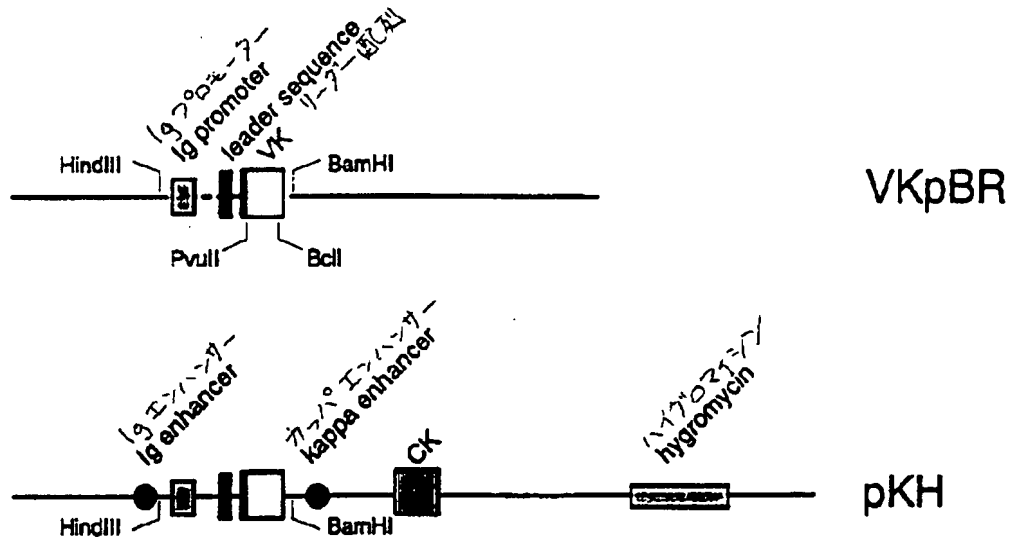 Igプロモーター
Ig promoter
leader sequence
リーダー配列
VK
HindIII
BamHI
PvuII
BclI
VKpBR
Igエンハンサー
Ig enhancer
カッパエンハンサー
kappa enhancer
CK
ハイグロマイシン
hygromycin
HindIII
BamHI
pKH